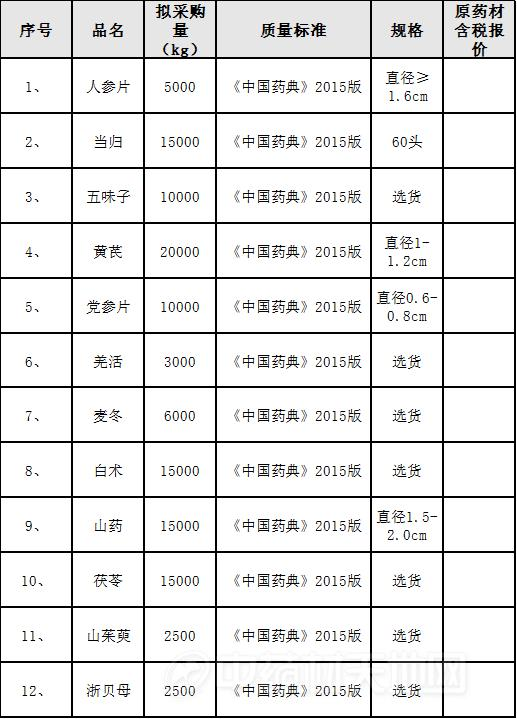 序号 品名 拟采购量（kg） 质量标准 规格 原药材含税报价
1、 人参片 5000 《中国药典》2015版 直径≥1.6cm
2、 当归 15000 《中国药典》2015版 60头
3、 五味子 10000 《中国药典》2015版 选货
4、 黄芪 20000 《中国药典》2015版 直径1-1.2cm
5、 党参片 10000 《中国药典》2015版 直径0.6-0.8cm
6、 羌活 3000 《中国药典》2015版 选货
7、 麦冬 6000 《中国药典》2015版 选货
8、 白术 15000 《中国药典》2015版 选货
9、 山药 15000 《中国药典》2015版 直径1.5-2.0cm
10、 茯苓 15000 《中国药典》2015版 选货
11、 山茱萸 2500 《中国药典》2015版 选货
12、 浙贝母 2500 《中国药典》2015版 选货
中药材天地网